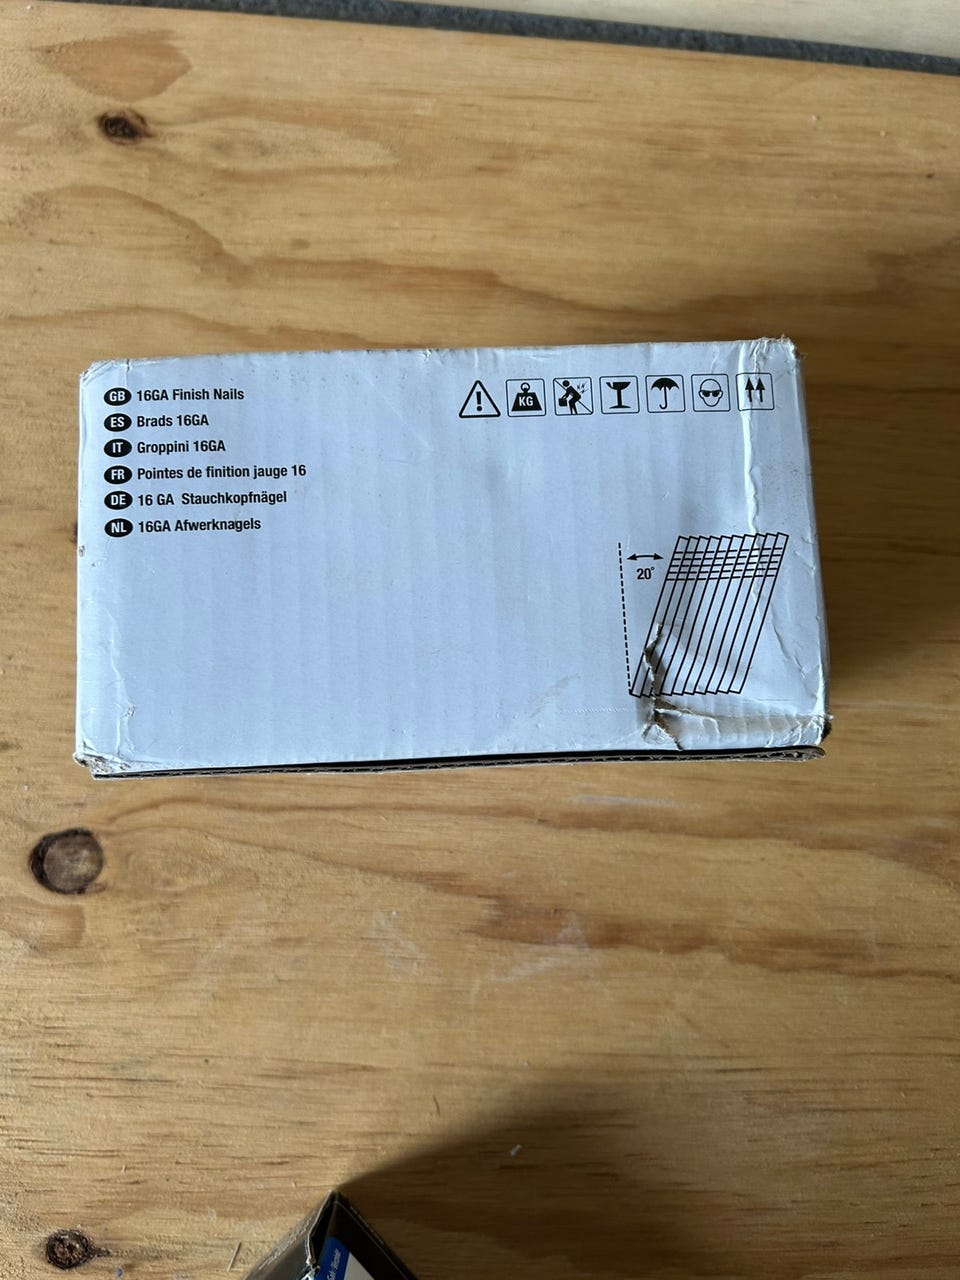 GB 16GA Finish Nails
ES Brads 16GA
IT Groppini 16GA
FR Pointes de finition jauge 16
DE 16 GA Stauchkopfnägel
NL 16GA Afwerknagels
KG
20°